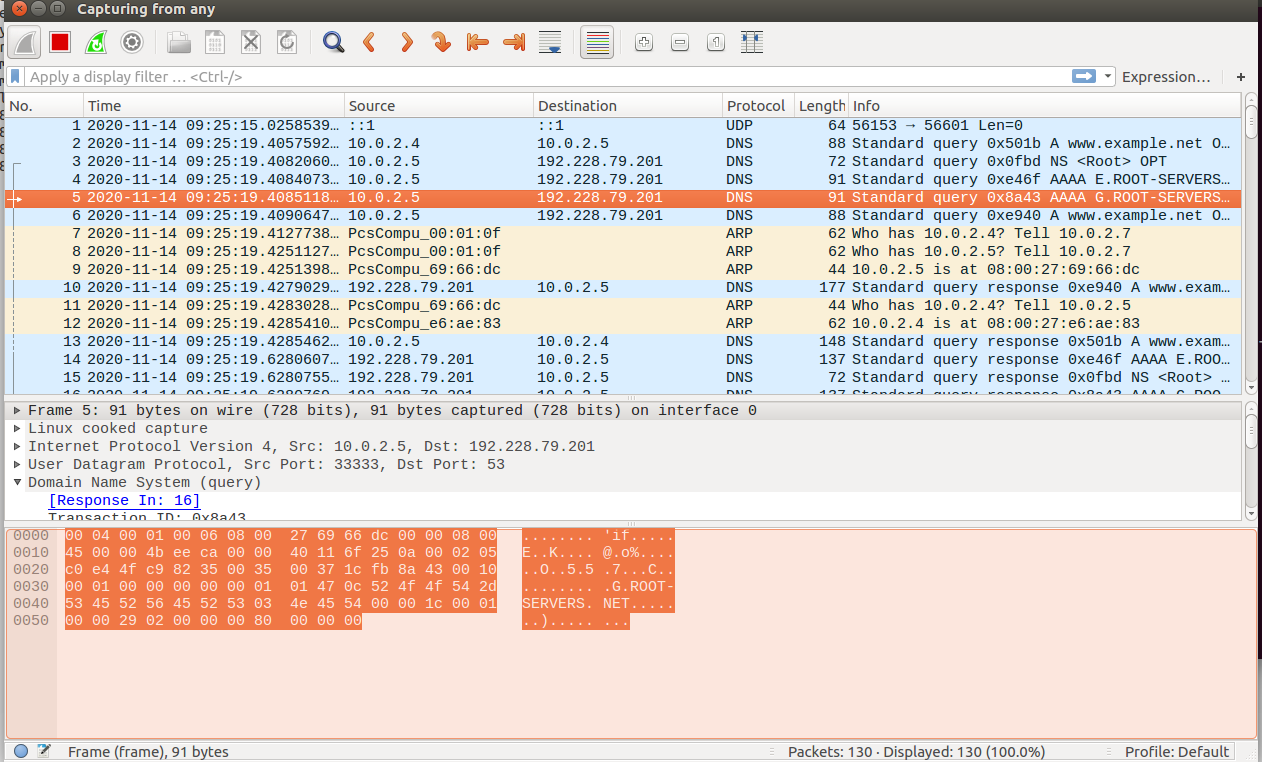 Capturing from any
Apply a display filter … <Ctrl-/> Expression… +
No. Time Source Destination Protocol Length Info
1 2020-11-14 09:25:15.0258539… ::1 ::1 UDP 64 56153 → 56601 Len=0
2 2020-11-14 09:25:19.4057592… 10.0.2.4 10.0.2.5 DNS 88 Standard query 0x501b A www.example.net O…
3 2020-11-14 09:25:19.4082060… 10.0.2.5 192.228.79.201 DNS 72 Standard query 0x0fbd NS <Root> OPT
4 2020-11-14 09:25:19.4084073… 10.0.2.5 192.228.79.201 DNS 91 Standard query 0xe46f AAAA E.ROOT-SERVERS…
5 2020-11-14 09:25:19.4085118… 10.0.2.5 192.228.79.201 DNS 91 Standard query 0x8a43 AAAA G.ROOT-SERVERS…
6 2020-11-14 09:25:19.4090647… 10.0.2.5 192.228.79.201 DNS 88 Standard query 0xe940 A www.example.net O…
7 2020-11-14 09:25:19.4127738… PcsCompu_00:01:0f ARP 62 Who has 10.0.2.4? Tell 10.0.2.7
8 2020-11-14 09:25:19.4251127… PcsCompu_00:01:0f ARP 62 Who has 10.0.2.5? Tell 10.0.2.7
9 2020-11-14 09:25:19.4251398… PcsCompu_69:66:dc ARP 44 10.0.2.5 is at 08:00:27:69:66:dc
10 2020-11-14 09:25:19.4279029… 192.228.79.201 10.0.2.5 DNS 177 Standard query response 0xe940 A www.exam…
11 2020-11-14 09:25:19.4283028… PcsCompu_69:66:dc ARP 44 Who has 10.0.2.4? Tell 10.0.2.5
12 2020-11-14 09:25:19.4285410… PcsCompu_e6:ae:83 ARP 62 10.0.2.4 is at 08:00:27:e6:ae:83
13 2020-11-14 09:25:19.4285462… 10.0.2.5 10.0.2.4 DNS 148 Standard query response 0x501b A www.exam…
14 2020-11-14 09:25:19.6280607… 192.228.79.201 10.0.2.5 DNS 137 Standard query response 0xe46f AAAA E.ROO…
15 2020-11-14 09:25:19.6280755… 192.228.79.201 10.0.2.5 DNS 72 Standard query response 0x0fbd NS <Root> …
Frame 5: 91 bytes on wire (728 bits), 91 bytes captured (728 bits) on interface 0
Linux cooked capture
Internet Protocol Version 4, Src: 10.0.2.5, Dst: 192.228.79.201
User Datagram Protocol, Src Port: 33333, Dst Port: 53
Domain Name System (query)
[Response In: 16]
Transaction ID: 0x8a43
0000 00 04 00 01 00 06 08 00 27 69 66 dc 00 00 08 00 ........ 'if.....
0010 45 00 00 4b ee ca 00 00 40 11 6f 25 0a 00 02 05 E..K.... @.o%....
0020 c0 e4 4f c9 82 35 00 35 00 37 1c fb 8a 43 00 10 ..O..5.5 .7...C..
0030 00 01 00 00 00 00 00 01 01 47 0c 52 4f 4f 54 2d ........ .G.ROOT-
0040 53 45 52 56 45 52 53 03 4e 45 54 00 00 1c 00 01 SERVERS. NET.....
0050 00 00 29 02 00 00 00 80 00 00 00 ..)..... ...
Frame (frame), 91 bytes Packets: 130 · Displayed: 130 (100.0%) Profile: Default